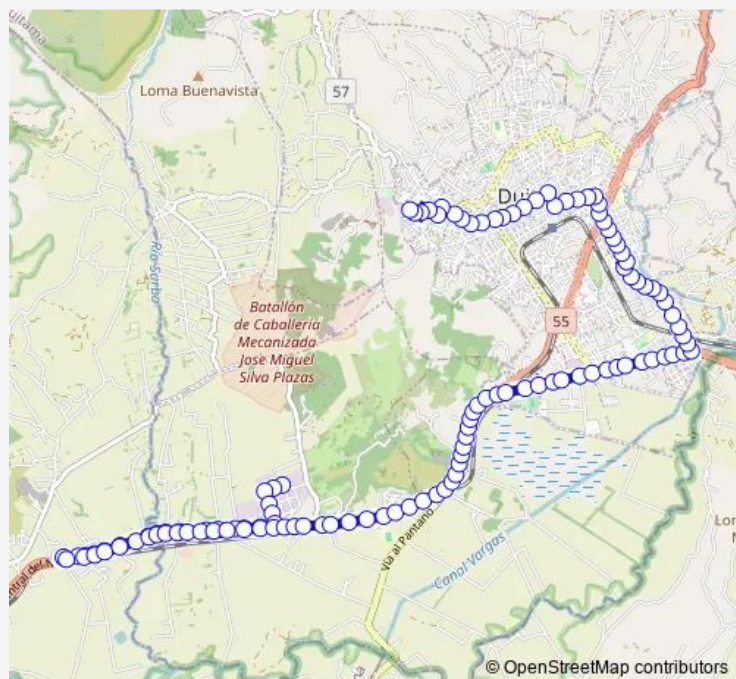 Loma Buenavista
57
Río Surba
Batallón
de Caballería
Mecanizada
Jose Miguel
Silva Plazas
55
Vía al Pantano
Canal Vargas
© OpenStreetMap contributors